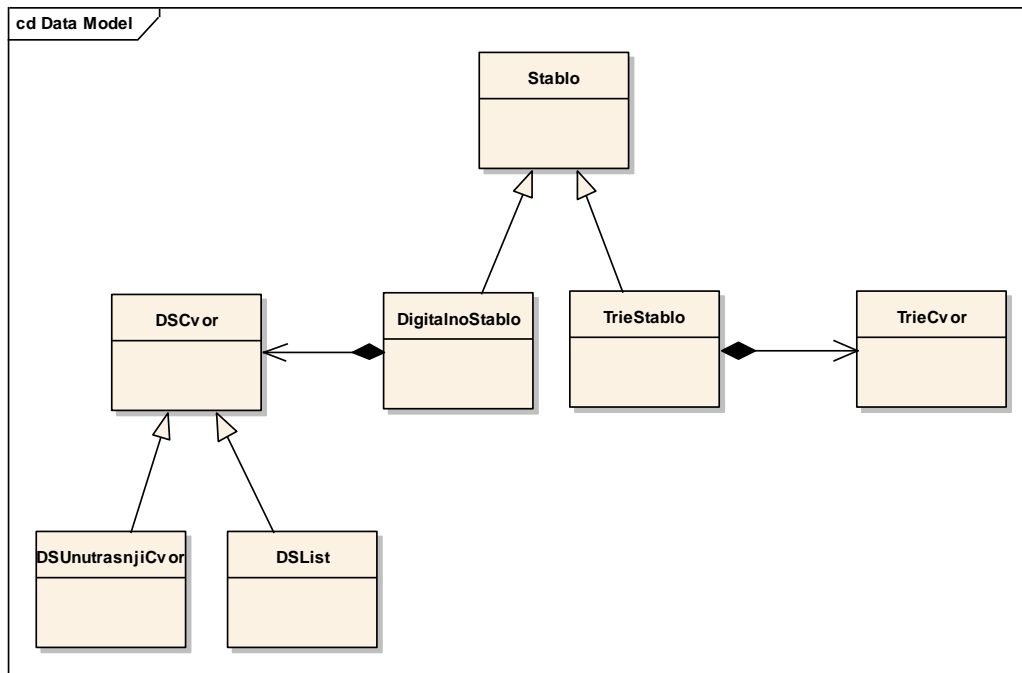 cd Data Model
Stablo
DSCvor
DigitalnoStablo
TrieStablo
TrieCvor
DSUnutrasnjiCvor
DSList